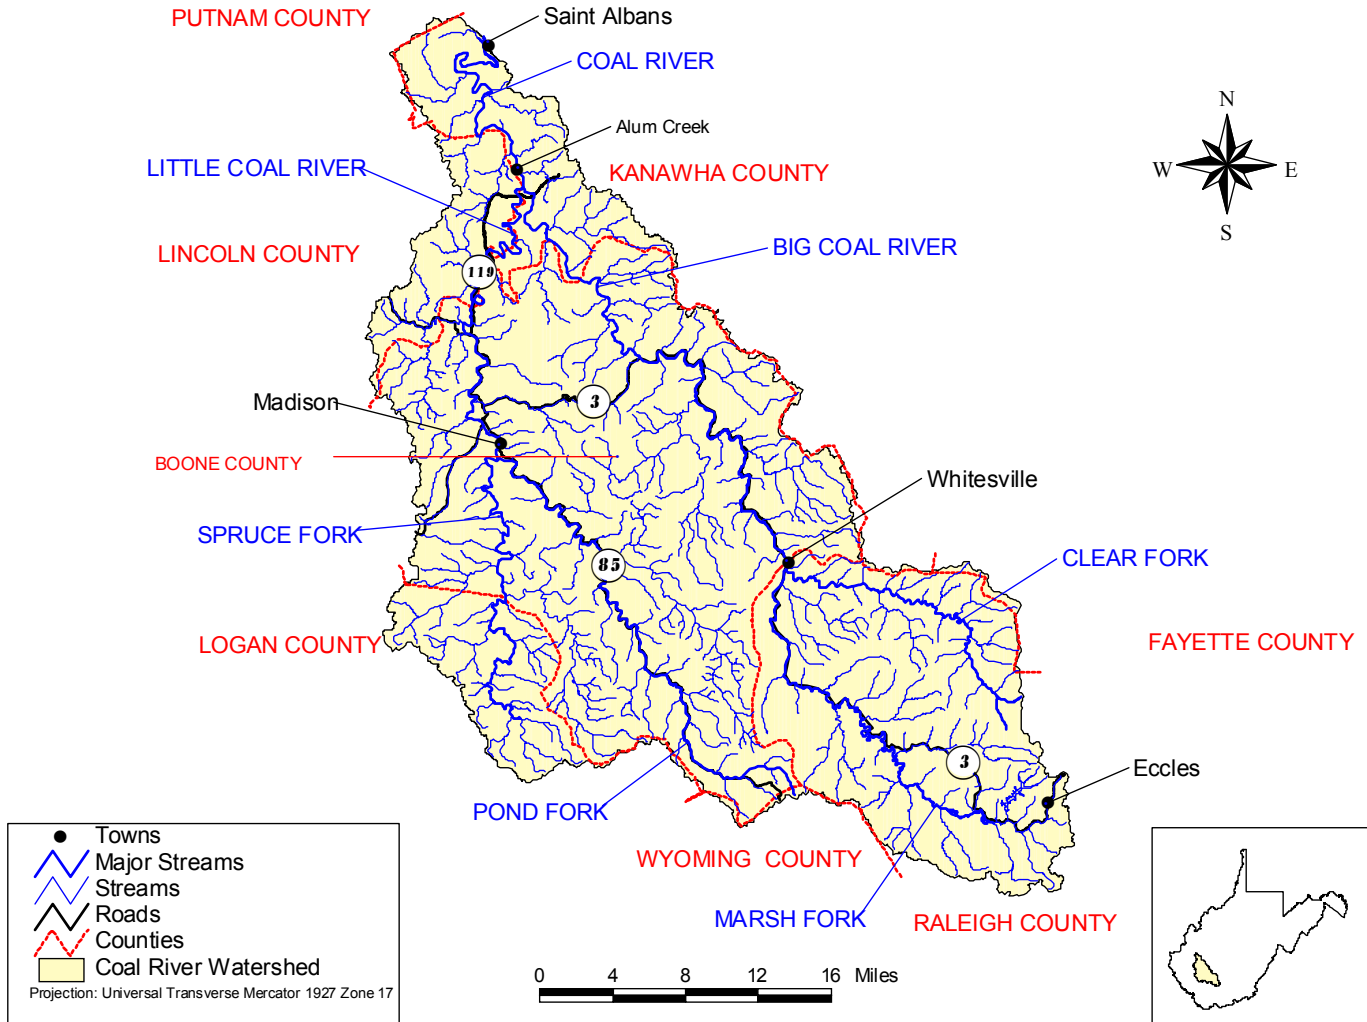 PUTNAM COUNTY
Saint Albans
COAL RIVER
Alum Creek
N
LITTLE COAL RIVER
KANAWHA COUNTY
W
E
S
LINCOLN COUNTY
BIG COAL RIVER
119
Madison
3
BOONE COUNTY
Whitesville
SPRUCE FORK
85
CLEAR FORK
LOGAN COUNTY
FAYETTE COUNTY
3
Eccles
POND FORK
WYOMING COUNTY
MARSH FORK
RALEIGH COUNTY
Towns
Major Streams
Streams
Roads
Counties
Coal River Watershed
Projection: Universal Transverse Mercator 1927 Zone 17
0 4 8 12 16 Miles